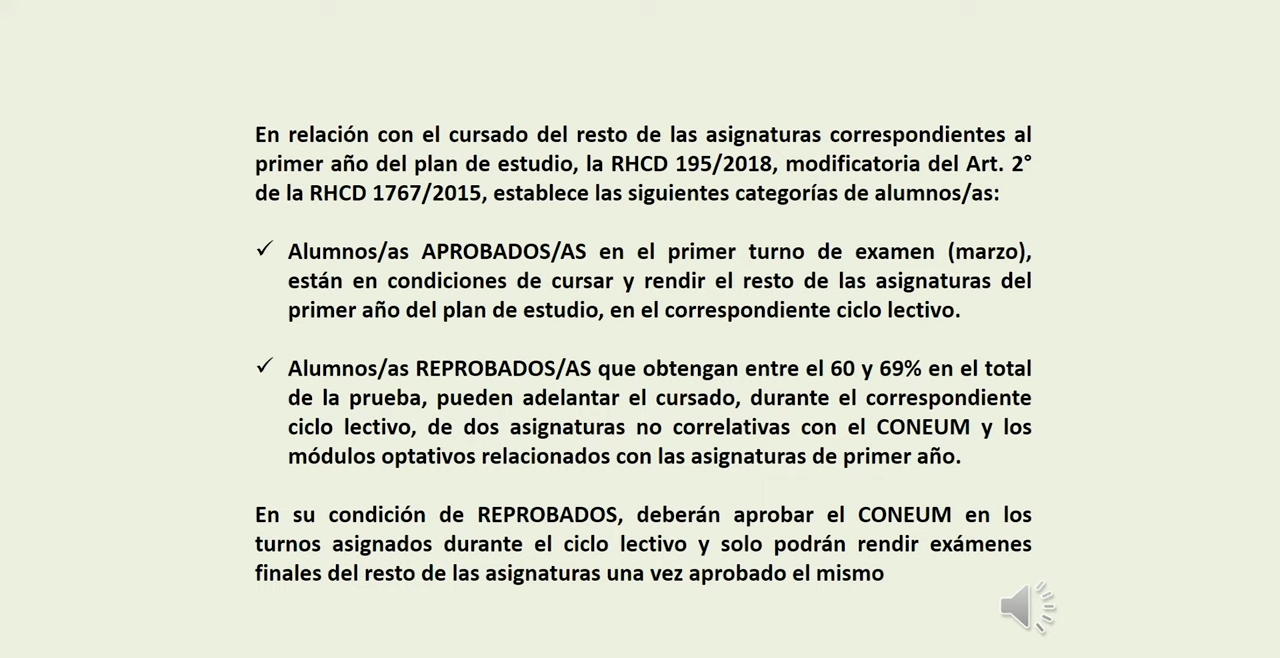 En relación con el cursado del resto de las asignaturas correspondientes al
primer año del plan de estudio, la RHCD 195/2018, modificatoria del Art. 2°
de la RHCD 1767/2015, establece las siguientes categorías de alumnos/as:
✓ Alumnos/as APROBADOS/AS en el primer turno de examen (marzo),
están en condiciones de cursar y rendir el resto de las asignaturas del
primer año del plan de estudio, en el correspondiente ciclo lectivo.
✓ Alumnos/as REPROBADOS/AS que obtengan entre el 60 y 69% en el total
de la prueba, pueden adelantar el cursado, durante el correspondiente
ciclo lectivo, de dos asignaturas no correlativas con el CONEUM y los
módulos optativos relacionados con las asignaturas de primer año.
En su condición de REPROBADOS, deberán aprobar el CONEUM en los
turnos asignados durante el ciclo lectivo y solo podrán rendir exámenes
finales del resto de las asignaturas una vez aprobado el mismo